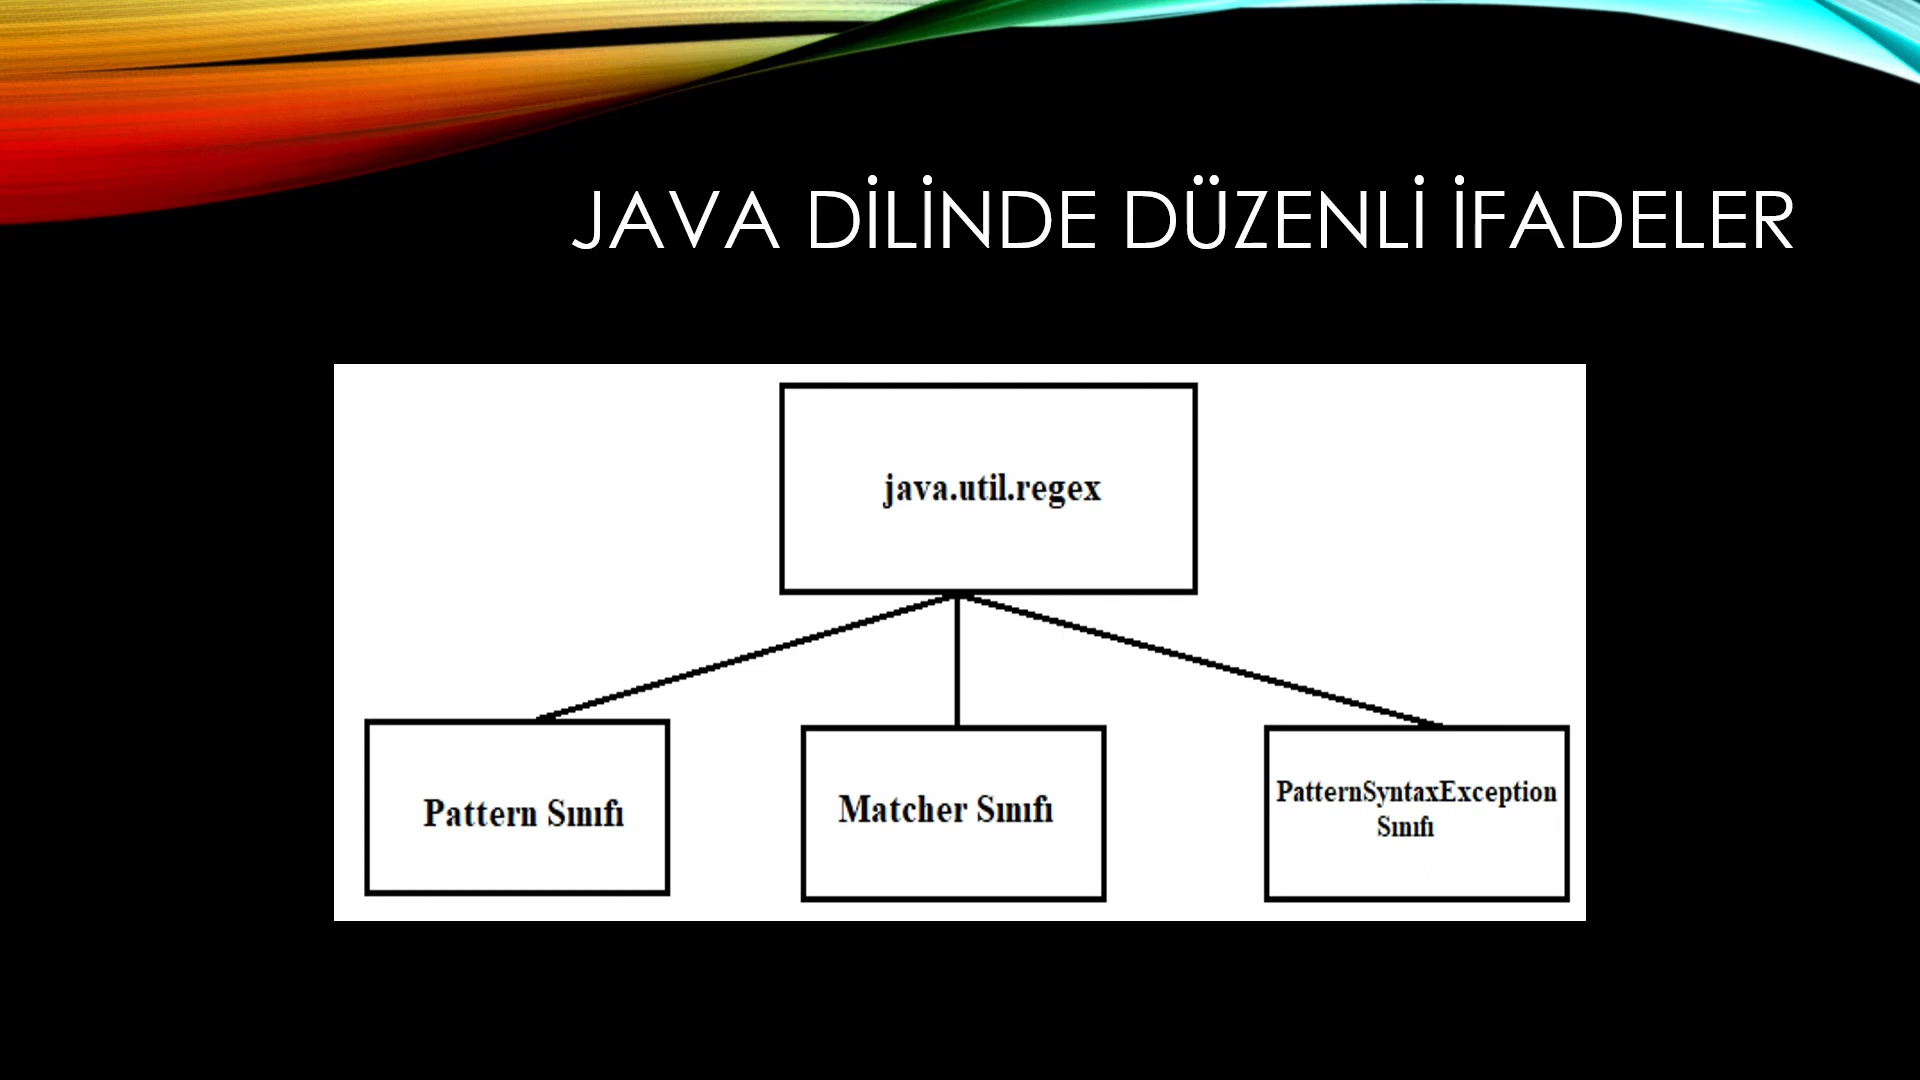 JAVA DİLİNDE DÜZENLİ İFADELER
java.util.regex
Pattern Sınıfı
Matcher Sınıfı
PatternSyntaxException
Sınıfı